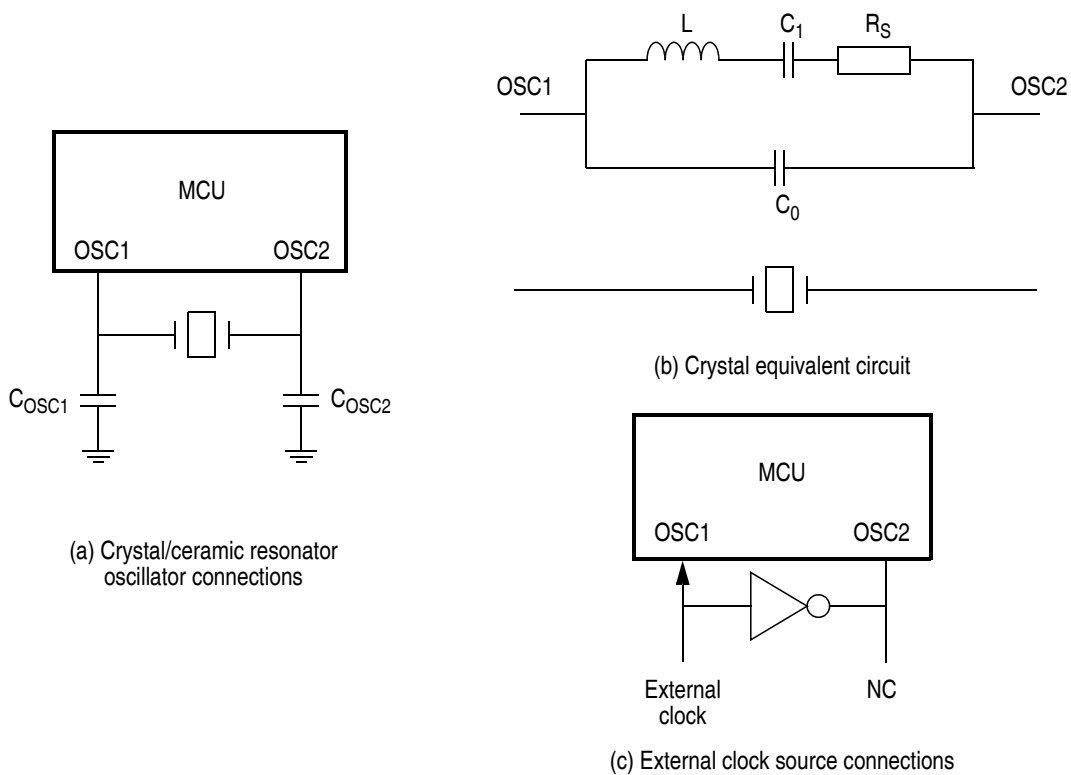 MCU
OSC1
OSC2
COSC1
COSC2
(a) Crystal/ceramic resonator
oscillator connections
L
C1
RS
OSC1
OSC2
C0
(b) Crystal equivalent circuit
MCU
OSC1
OSC2
External
clock
NC
(c) External clock source connections